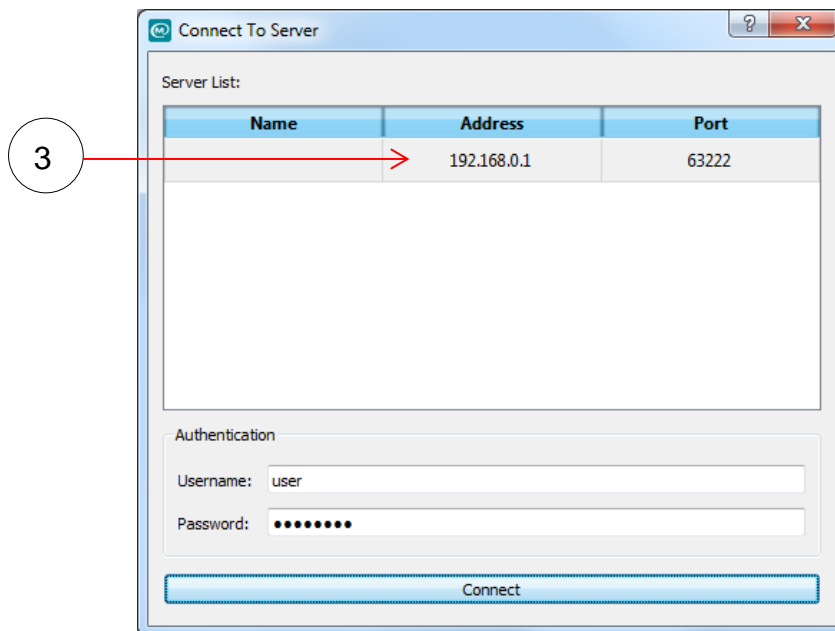 Connect To Server
Server List:
Name Address Port
3
192.168.0.1 63222
Authentication
Username: user
Password: ●●●●●●●●
Connect